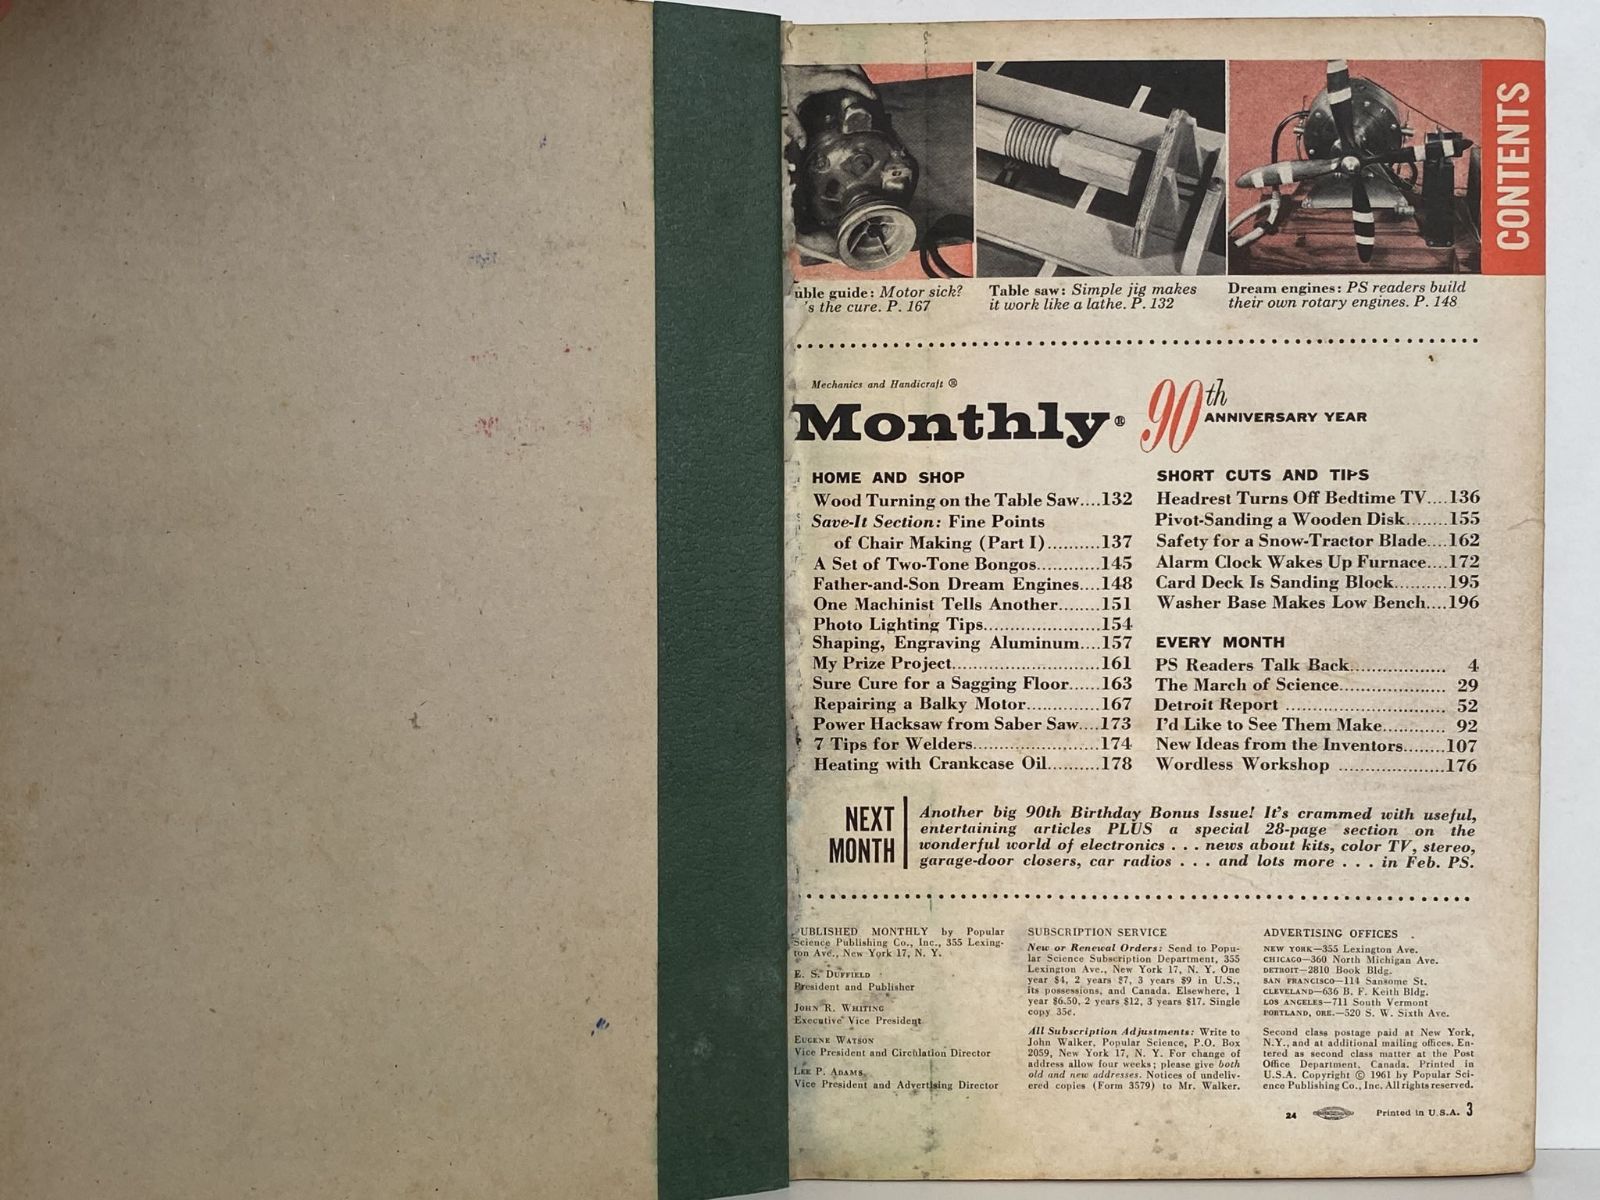 CONTENTS
uble guide: Motor sick?
's the cure. P. 167
Table saw: Simple jig makes
it work like a lathe. P. 132
Dream engines: PS readers build
their own rotary engines. P. 148
Mechanics and Handicraft ®
Monthly®
90th
ANNIVERSARY YEAR
HOME AND SHOP
Wood Turning on the Table Saw....132
Save-It Section: Fine Points
of Chair Making (Part I)..........137
A Set of Two-Tone Bongos............145
Father-and-Son Dream Engines....148
One Machinist Tells Another.......151
Photo Lighting Tips.....................154
Shaping, Engraving Aluminum....157
My Prize Project...........................161
Sure Cure for a Sagging Floor......163
Repairing a Balky Motor.............167
Power Hacksaw from Saber Saw....173
7 Tips for Welders.......................174
Heating with Crankcase Oil..........178
SHORT CUTS AND TIPS
Headrest Turns Off Bedtime TV....136
Pivot-Sanding a Wooden Disk........155
Safety for a Snow-Tractor Blade....162
Alarm Clock Wakes Up Furnace....172
Card Deck Is Sanding Block..........195
Washer Base Makes Low Bench....196
EVERY MONTH
PS Readers Talk Back.................. 4
The March of Science.................... 29
Detroit Report .............................. 52
I'd Like to See Them Make............ 92
New Ideas from the Inventors........107
Wordless Workshop ....................176
NEXT
MONTH
Another big 90th Birthday Bonus Issue! It's crammed with useful,
entertaining articles PLUS a special 28-page section on the
wonderful world of electronics . . . news about kits, color TV, stereo,
garage-door closers, car radios . . . and lots more . . . in Feb. PS.
UBLISHED MONTHLY by Popular
Science Publishing Co., Inc., 355 Lexing-
ton Ave., New York 17, N. Y.
E. S. DUFFIELD
President and Publisher
JOHN R. WHITING
Executive Vice President
EUGENE WATSON
Vice President and Circulation Director
LEE P. ADAMS
Vice President and Advertising Director
SUBSCRIPTION SERVICE
New or Renewal Orders: Send to Popu-
lar Science Subscription Department, 355
Lexington Ave., New York 17, N. Y. One
year $4, 2 years $7, 3 years $9 in U.S.,
its possessions, and Canada. Elsewhere, 1
year $6.50, 2 years $12, 3 years $17. Single
copy 35c.
All Subscription Adjustments: Write to
John Walker, Popular Science, P.O. Box
2059, New York 17, N. Y. For change of
address allow four weeks; please give both
old and new addresses. Notices of undeliv-
ered copies (Form 3579) to Mr. Walker.
ADVERTISING OFFICES
NEW YORK—355 Lexington Ave.
CHICAGO—360 North Michigan Ave.
DETROIT—2810 Book Bldg.
SAN FRANCISCO—114 Sansome St.
CLEVELAND—636 B. F. Keith Bldg.
LOS ANGELES—711 South Vermont
PORTLAND, ORE.—520 S. W. Sixth Ave.
Second class postage paid at New York,
N.Y., and at additional mailing offices. En-
tered as second class matter at the Post
Office Department, Canada. Printed in
U.S.A. Copyright © 1961 by Popular Sci-
ence Publishing Co., Inc. All rights reserved.
24 Printed in U.S.A. 3